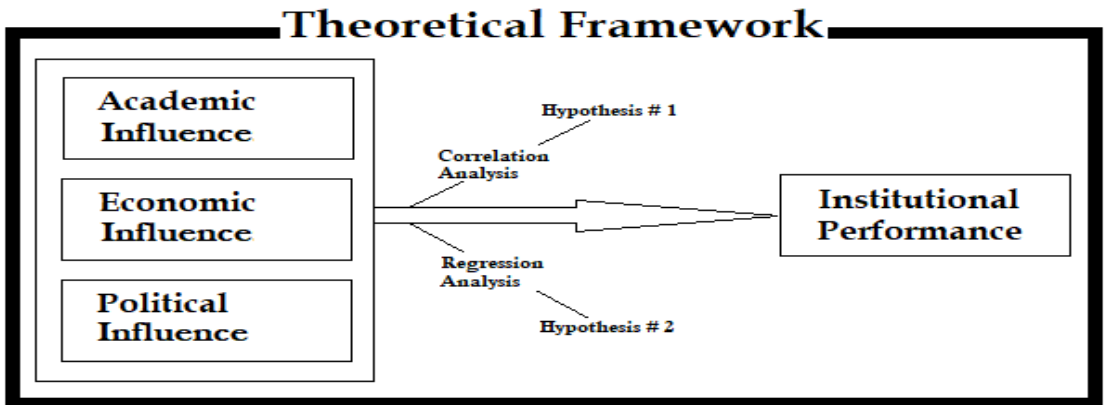 Theoretical Framework
Academic
Influence
Economic
Influence
Political
Influence
Hypothesis # 1
Correlation
Analysis
Regression
Analysis
Hypothesis # 2
Institutional
Performance